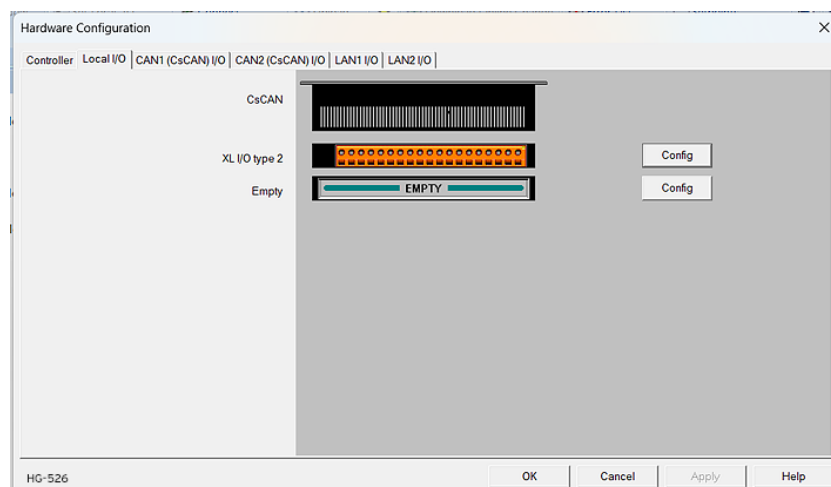 Hardware Configuration
Controller Local I/O CAN1 (CsCAN) I/O CAN2 (CsCAN) I/O LAN1 I/O LAN2 I/O
CsCAN
XL I/O type 2 Config
Empty EMPTY Config
HG-526 OK Cancel Apply Help